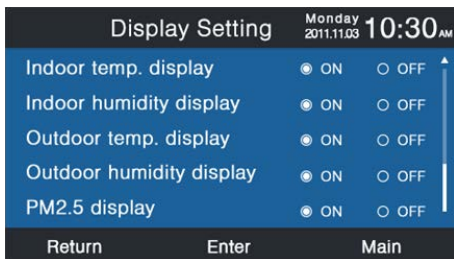 Display Setting Monday 2011.11.03 10:30AM
Indoor temp. display ON OFF
Indoor humidity display ON OFF
Outdoor temp. display ON OFF
Outdoor humidity display ON OFF
PM2.5 display ON OFF
Return Enter Main